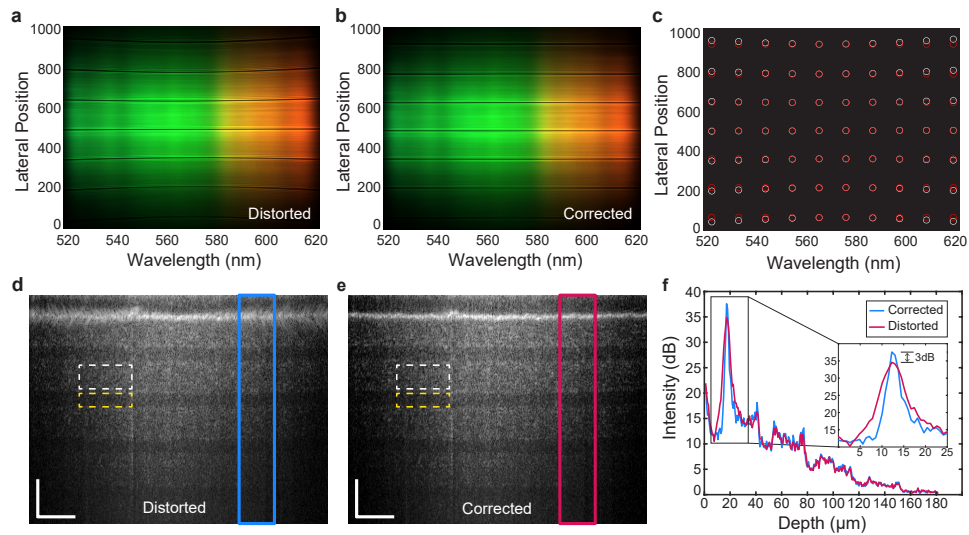 a
1000
800
600
400
200
0
Lateral Position
Distorted
520 540 560 580 600 620
Wavelength (nm)
b
1000
800
600
400
200
0
Lateral Position
Corrected
520 540 560 580 600 620
Wavelength (nm)
c
1000
800
600
400
200
0
Lateral Position
520 540 560 580 600 620
Wavelength (nm)
d
Distorted
e
Corrected
f
40
35
30
25
20
15
10
5
0
Intensity (dB)
Corrected
Distorted
3dB
35
30
25
20
15
5 10 15 20 25
0 20 40 60 80 100 120 140 160 180
Depth (µm)